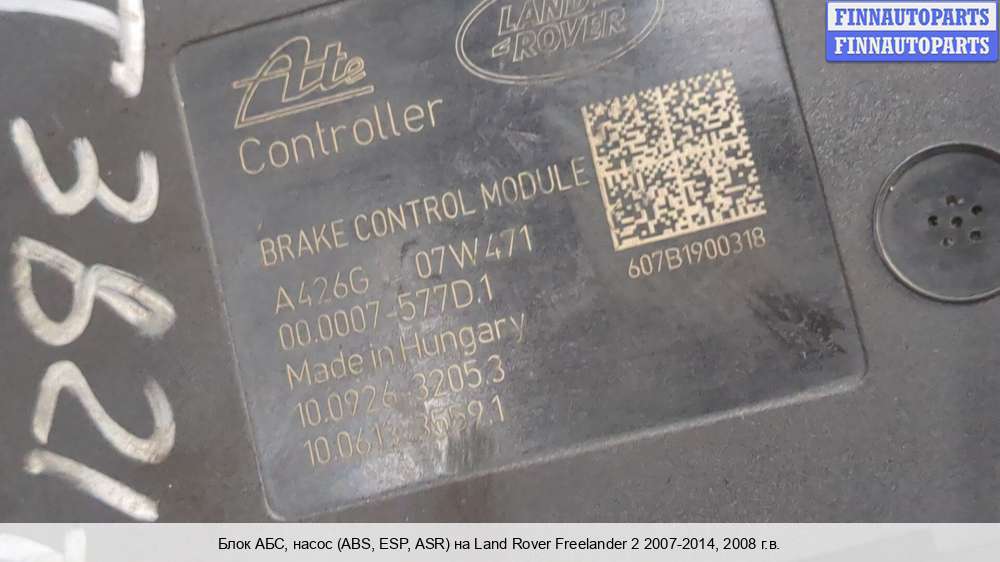 FINNAUTOPARTS
FINNAUTOPARTS
LAND-
-ROVER
Ate
Controller
BRAKE CONTROL MODULE
A426G 07W471
00.0007-577D.1
Made in Hungary
10.0926-3205.3
10.0613-3559.1
607B1900318
3821
Блок АБС, насос (ABS, ESP, ASR) на Land Rover Freelander 2 2007-2014, 2008 г.в.